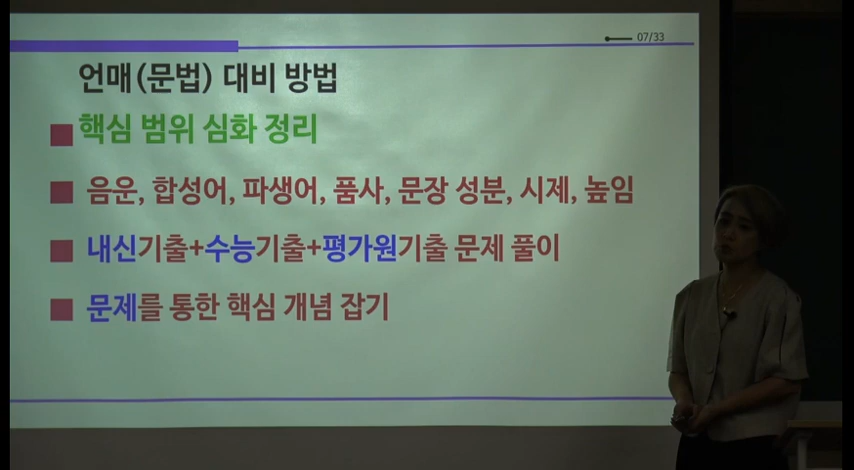 07/33
언매(문법) 대비 방법
핵심 범위 심화 정리
음운, 합성어, 파생어, 품사, 문장 성분, 시제, 높임
내신기출+수능기출+평가원기출 문제 풀이
문제를 통한 핵심 개념 잡기